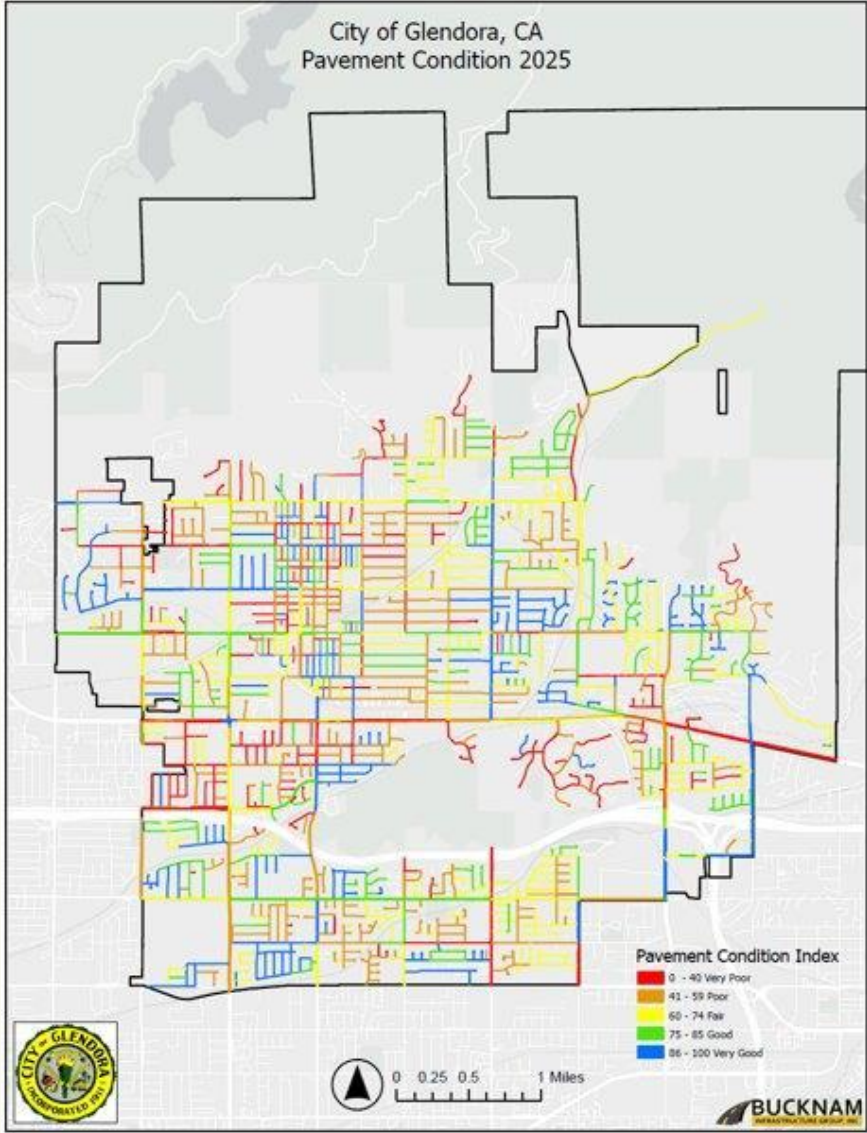 City of Glendora, CA
Pavement Condition 2025
Pavement Condition Index
0 - 40 Very Poor
41 - 59 Poor
60 - 74 Fair
75 - 85 Good
86 - 100 Very Good
CITY OF GLENDORA
INCORPORATED 1911
0 0.25 0.5 1 Miles
BUCKNAM
INFRASTRUCTURE GROUP, INC.